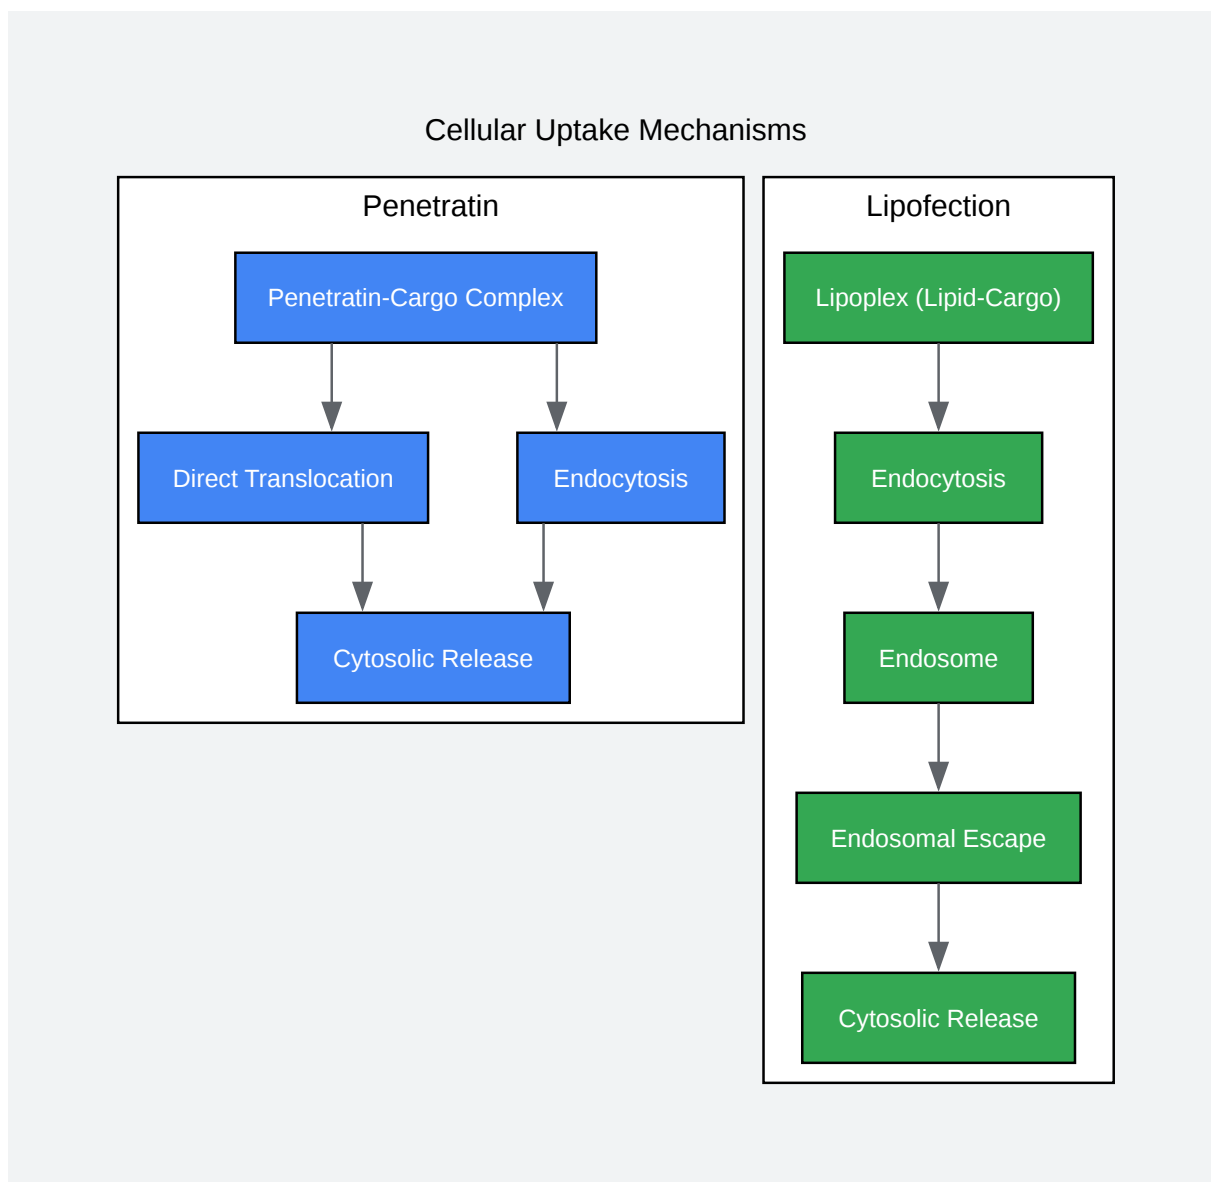 Cellular Uptake Mechanisms
Penetratin
Penetratin-Cargo Complex
Direct Translocation
Endocytosis
Cytosolic Release
Lipofection
Lipoplex (Lipid-Cargo)
Endocytosis
Endosome
Endosomal Escape
Cytosolic Release